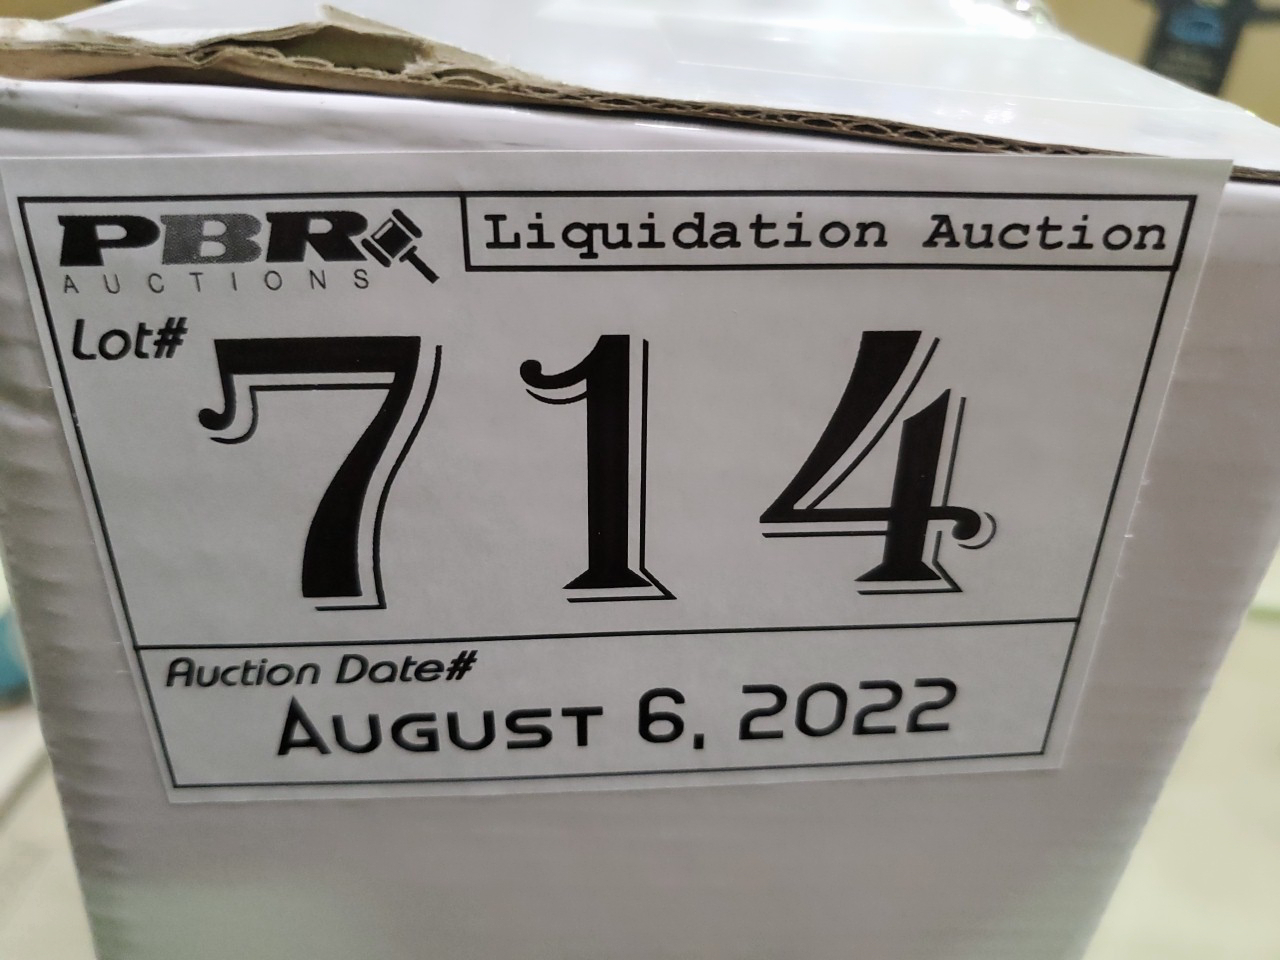 PBR
AUCTIONS
Liquidation Auction
Lot#
714
Auction Date#
August 6, 2022